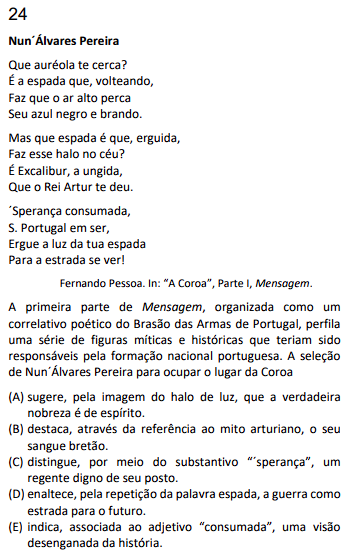 24
Nun´Álvares Pereira
Que auréola te cerca?
É a espada que, volteando,
Faz que o ar alto perca
Seu azul negro e brando.
Mas que espada é que, erguida,
Faz esse halo no céu?
É Excalibur, a ungida,
Que o Rei Artur te deu.
´Sperança consumada,
S. Portugal em ser,
Ergue a luz da tua espada
Para a estrada se ver!
Fernando Pessoa. In: “A Coroa”, Parte I, Mensagem.
A primeira parte de Mensagem, organizada como um
correlativo poético do Brasão das Armas de Portugal, perfila
uma série de figuras míticas e históricas que teriam sido
responsáveis pela formação nacional portuguesa. A seleção
de Nun´Álvares Pereira para ocupar o lugar da Coroa
(A) sugere, pela imagem do halo de luz, que a verdadeira
nobreza é de espírito.
(B) destaca, através da referência ao mito arturiano, o seu
sangue bretão.
(C) distingue, por meio do substantivo “´sperança”, um
regente digno de seu posto.
(D) enaltece, pela repetição da palavra espada, a guerra como
estrada para o futuro.
(E) indica, associada ao adjetivo “consumada”, uma visão
desenganada da história.